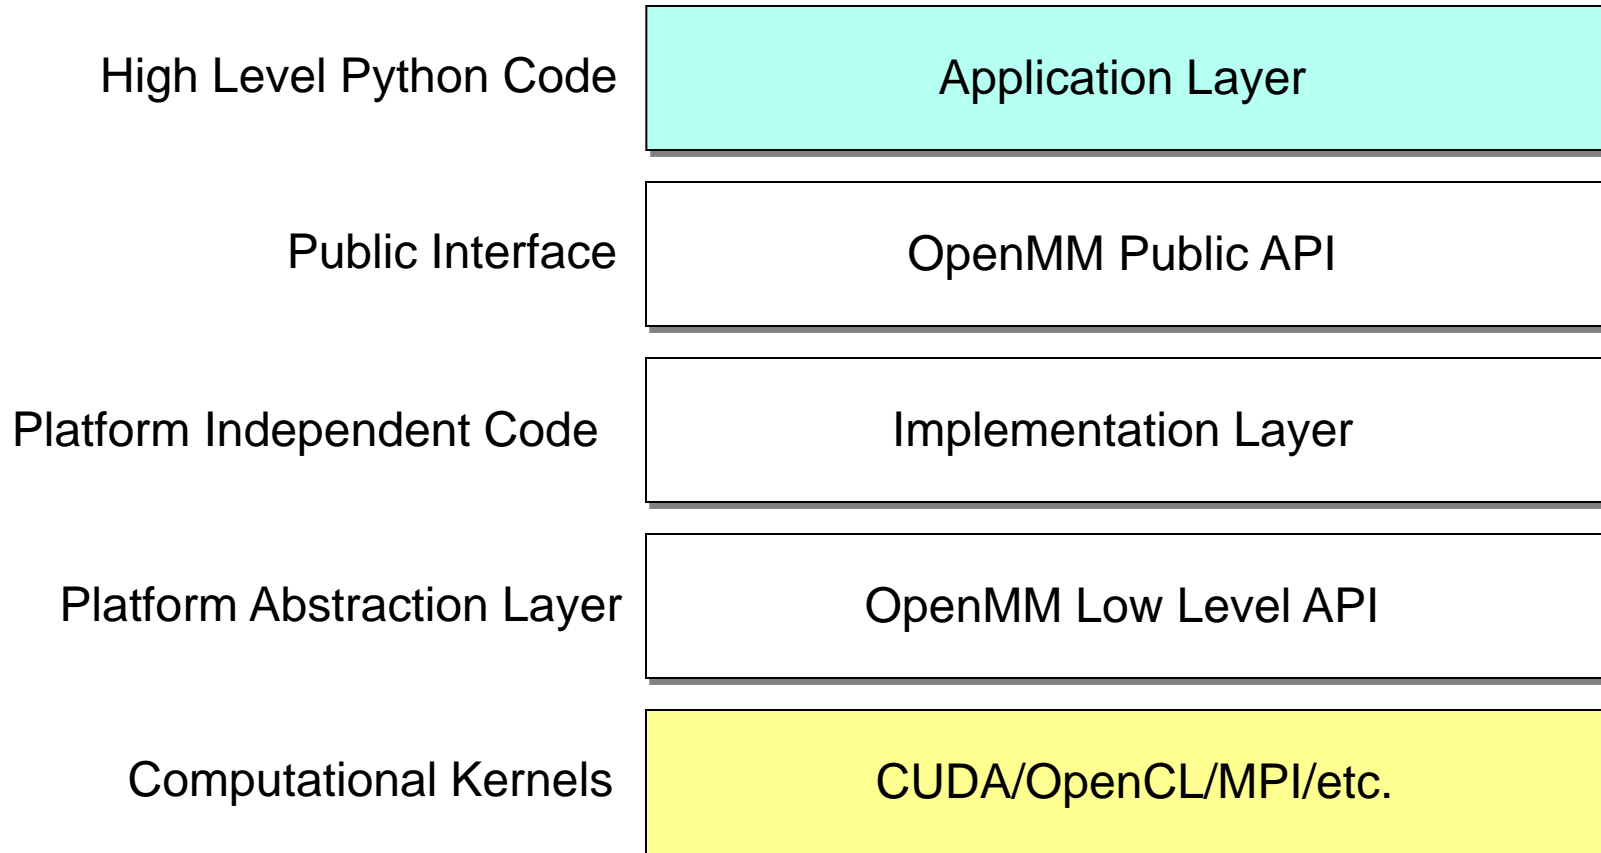 High Level Python Code
Application Layer
Public Interface
OpenMM Public API
Platform Independent Code
Implementation Layer
Platform Abstraction Layer
OpenMM Low Level API
Computational Kernels
CUDA/OpenCL/MPI/etc.